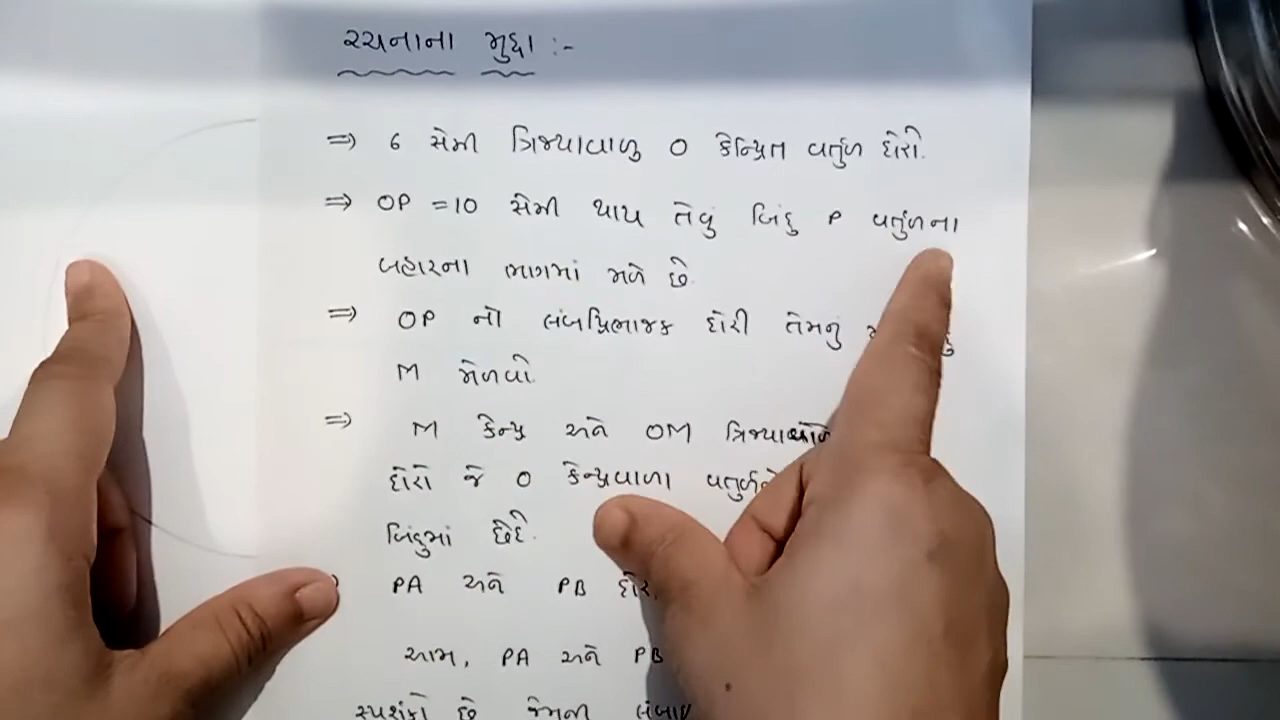 રચનાના મુદ્દા :-
⇒ 6 સેમી ત્રિજ્યાવાળુ O કેન્દ્રિત વર્તુળ દોરો.
⇒ OP = 10 સેમી થાય તેવું બિંદુ P વર્તુળના
બહારના ભાગમાં મળે છે.
⇒ OP નો લંબદ્વિભાજક દોરી તેમનું
M મેળવો.
⇒ M કેન્દ્ર અને OM
દોરો જે O કેન્દ્રવાળા
બિંદુમાં છેદે.
PA અને PB
આમ, PA અને PB
સ્પર્શકો છે જેમની